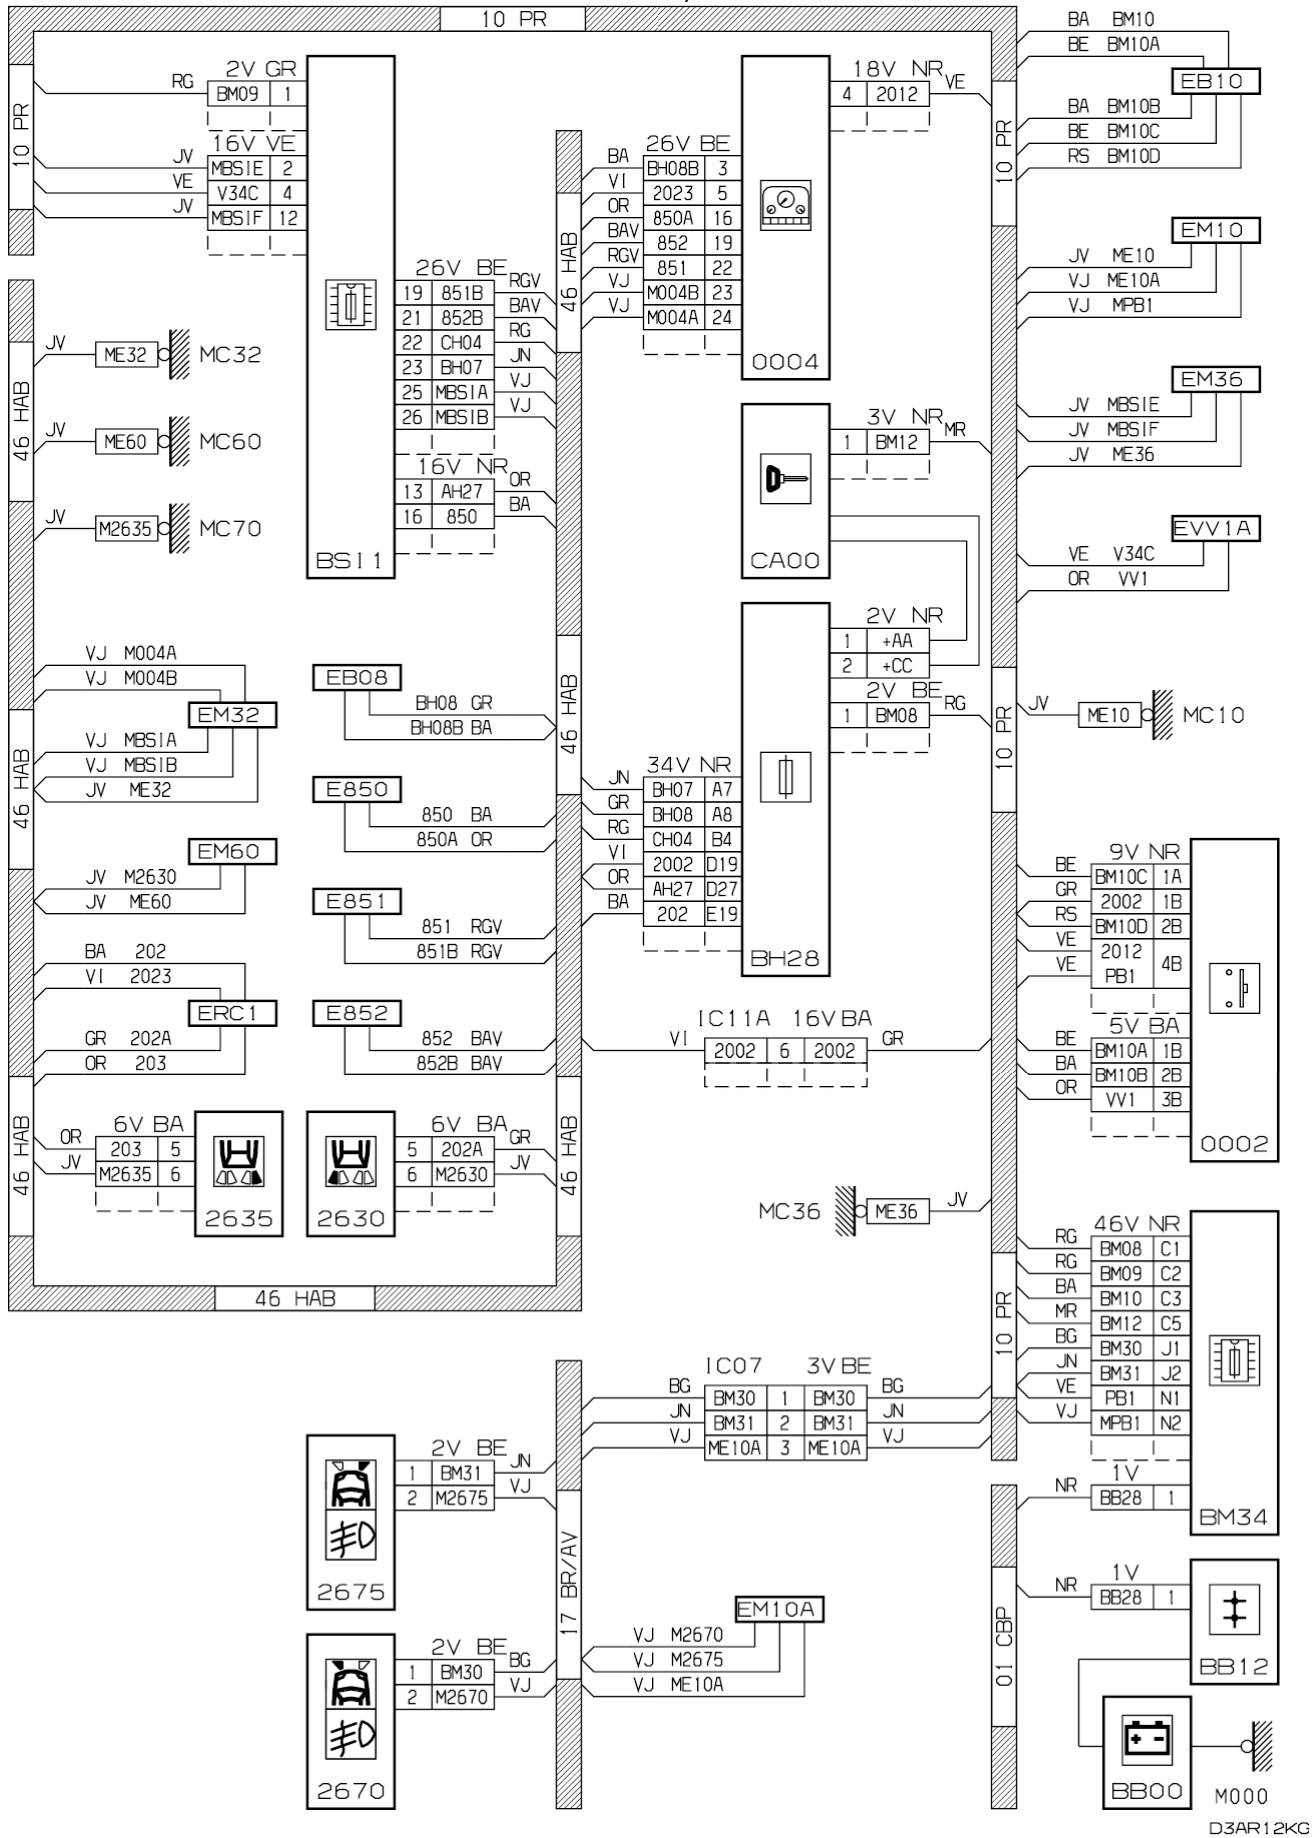 10 PR
BA BM10
BE BM10A
EB10
BA BM10B
BE BM10C
RS BM10D
EM10
JV ME10
VJ ME10A
VJ MPB1
EM36
JV MBSIE
JV MBSIF
JV ME36
EVV1A
VE V34C
OR VV1
JV ME10 MC10
10 PR
2V GR
RG BM09 1
16V VE
JV MBSIE 2
VE V34C 4
JV MBSIF 12
26V BE
19 851B RGV
21 852B BAV
22 CH04 RG
23 BH07 JN
25 MBSIA VJ
26 MBSIB VJ
16V NR
13 AH27 OR
16 850 BA
BSI1
46 HAB
JV ME32 MC32
JV ME60 MC60
JV M2635 MC70
46 HAB
26V BE
BA BH08B 3
VI 2023 5
OR 850A 16
BAV 852 19
RGV 851 22
VJ M004B 23
VJ M004A 24
18V NR
4 2012 VE
0004
10 PR
3V NR
1 BM12 MR
CA00
2V NR
1 +AA
2 +CC
2V BE
1 BM08 RG
10 PR
34V NR
JN BH07 A7
GR BH08 A8
RG CH04 B4
VI 2002 D19
OR AH27 D27
BA 202 E19
BH28
VJ M004A
VJ M004B
EM32
VJ MBSIA
VJ MBSIB
JV ME32
46 HAB
EM60
JV M2630
JV ME60
BA 202
VI 2023
ERC1
GR 202A
OR 203
EB08
BH08 GR
BH08B BA
46 HAB
E850
850 BA
850A OR
E851
851 RGV
851B RGV
E852
852 BAV
852B BAV
IC11A 16V BA
VI 2002 6 2002 GR
9V NR
BE BM10C 1A
GR 2002 1B
RS BM10D 2B
VE 2012
VE PB1 4B
5V BA
BE BM10A 1B
BA BM10B 2B
OR VV1 3B
0002
46 HAB
6V BA
OR 203 5
JV M2635 6
2635
6V BA
5 202A GR
6 M2630 JV
2630
46 HAB
46 HAB
MC36 ME36 JV
10 PR
46V NR
RG BM08 C1
RG BM09 C2
BA BM10 C3
MR BM12 C5
BG BM30 J1
JN BM31 J2
VE PB1 N1
VJ MPB1 N2
1V
NR BB28 1
BM34
IC07 3V BE
BG BM30 1 BM30 BG
JN BM31 2 BM31 JN
VJ ME10A 3 ME10A VJ
2V BE
1 BM31 JN
2 M2675 VJ
2675
17 BR/AV
2V BE
1 BM30 BG
2 M2670 VJ
2670
EM10A
VJ M2670
VJ M2675
VJ ME10A
01 CBP
1V
NR BB28 1
BB12
BB00
M000
D3AR12KG